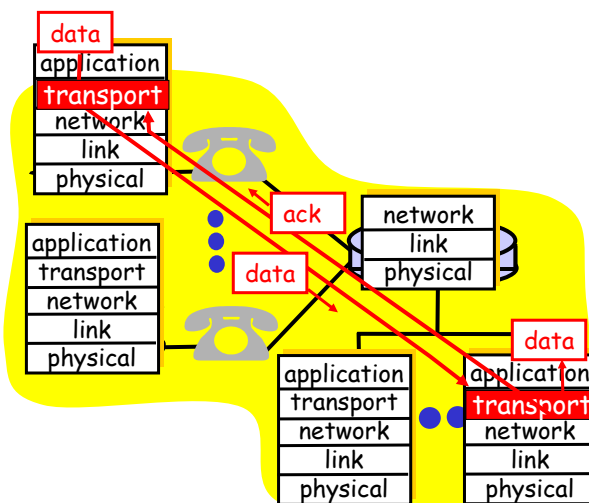 data
application
transport
network
link
physical
ack
network
link
physical
application
transport
network
link
physical
data
data
application
transport
network
link
physical
application
transport
network
link
physical